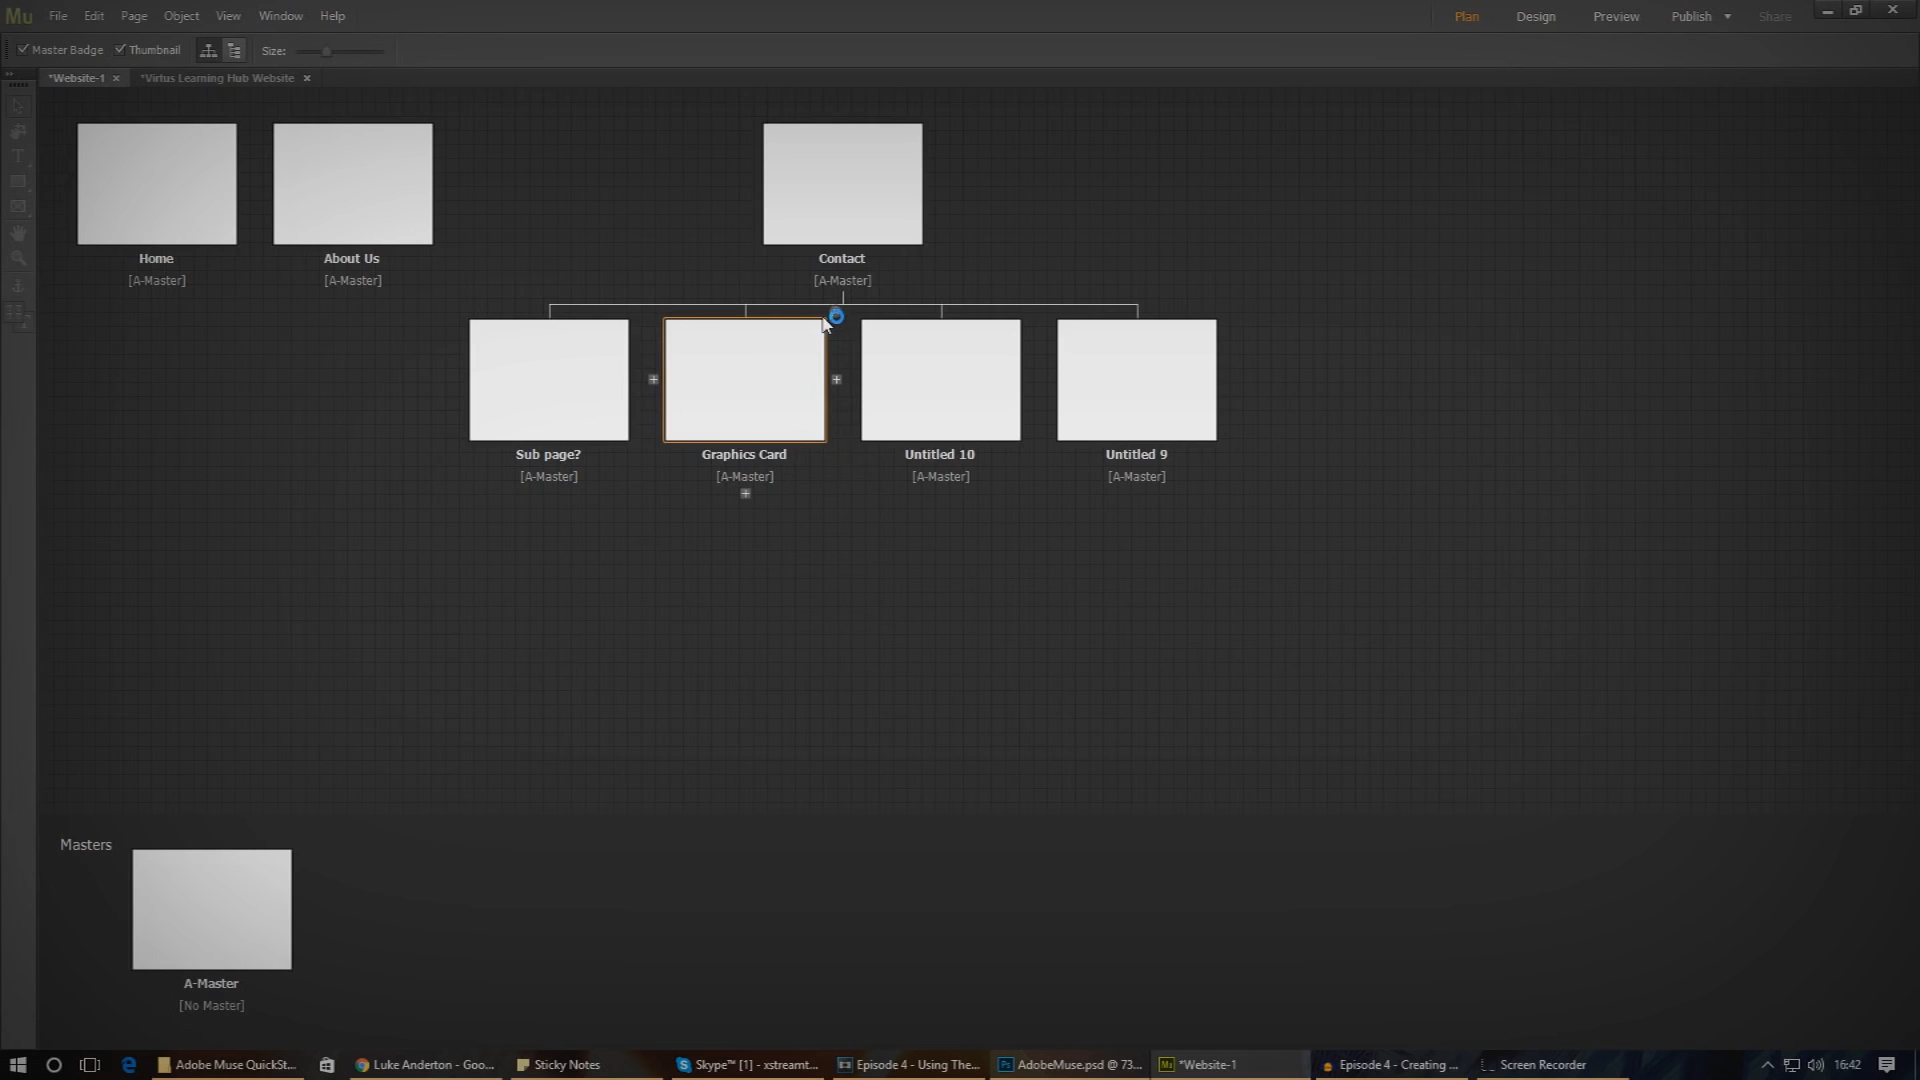 Mu File Edit Page Object View Window Help Plan Design Preview Publish Share
Master Badge Thumbnail Size:
*Website-1 *Virtus Learning Hub Website
Home About Us Contact
[A-Master] [A-Master] [A-Master]
Sub page? Graphics Card Untitled 10 Untitled 9
[A-Master] [A-Master] [A-Master] [A-Master]
Masters
A-Master
[No Master]
Adobe Muse QuickSt... Luke Anderton - Goo... Sticky Notes Skype™ [1] - xstreamt... Episode 4 - Using The... AdobeMuse.psd @ 73... *Website-1 Episode 4 - Creating ... Screen Recorder 16:42